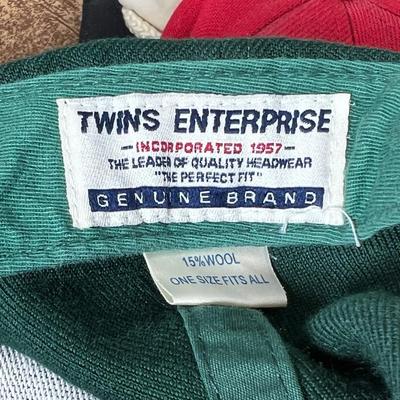 TWINS ENTERPRISE
-INCORPORATED 1957-
THE LEADER OF QUALITY HEADWEAR
"THE PERFECT FIT"
GENUINE BRAND
15% WOOL
ONE SIZE FITS ALL